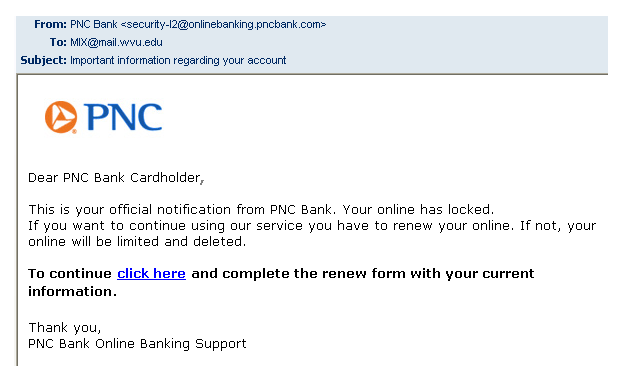 From: PNC Bank <security-l2@onlinebanking.pncbank.com>
To: MIX@mail.wvu.edu
Subject: Important information regarding your account
PNC
Dear PNC Bank Cardholder,
This is your official notification from PNC Bank. Your online has locked.
If you want to continue using our service you have to renew your online. If not, your
online will be limited and deleted.
To continue click here and complete the renew form with your current
information.
Thank you,
PNC Bank Online Banking Support